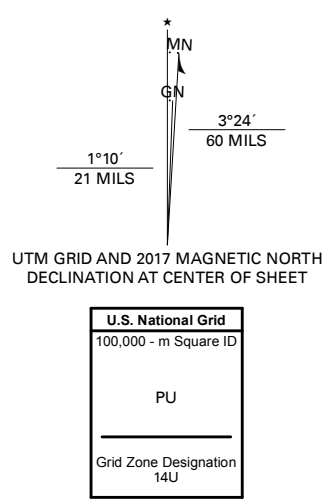 MN
GN
3°24´
60 MILS
1°10´
21 MILS
UTM GRID AND 2017 MAGNETIC NORTH
DECLINATION AT CENTER OF SHEET
U.S. National Grid
100,000 - m Square ID
PU
Grid Zone Designation
14U